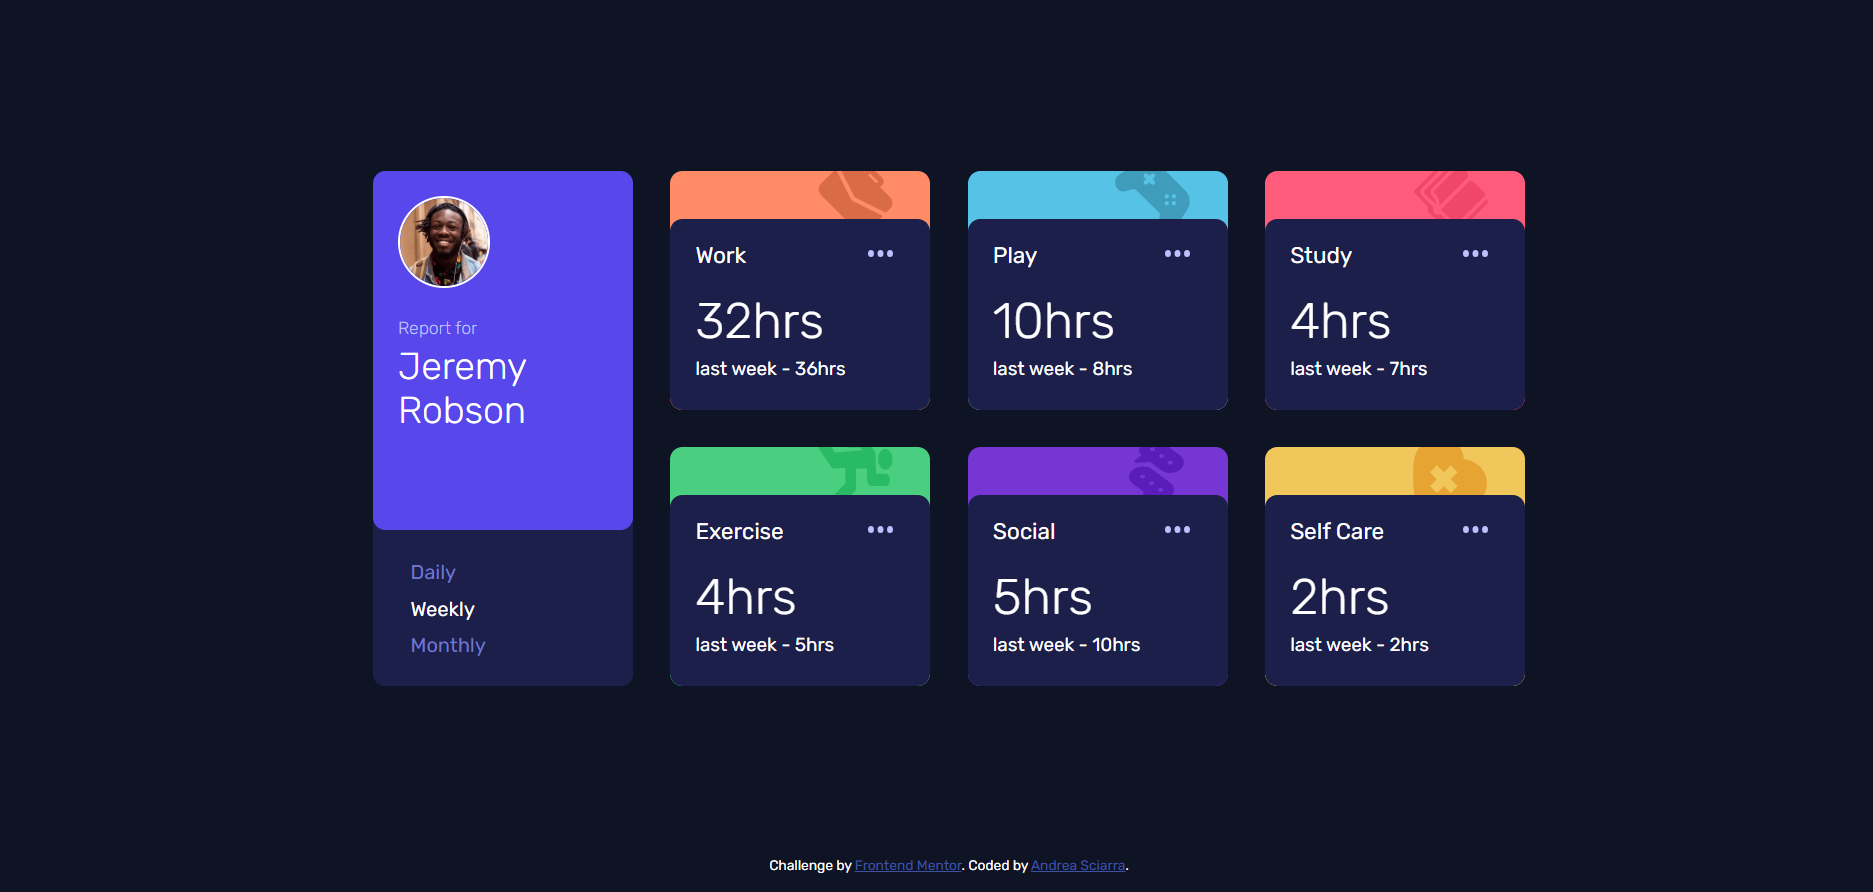 Report for
Jeremy
Robson
Daily
Weekly
Monthly
Work
32hrs
last week - 36hrs
Play
10hrs
last week - 8hrs
Study
4hrs
last week - 7hrs
Exercise
4hrs
last week - 5hrs
Social
5hrs
last week - 10hrs
Self Care
2hrs
last week - 2hrs
Challenge by Frontend Mentor. Coded by Andrea Sciarra.